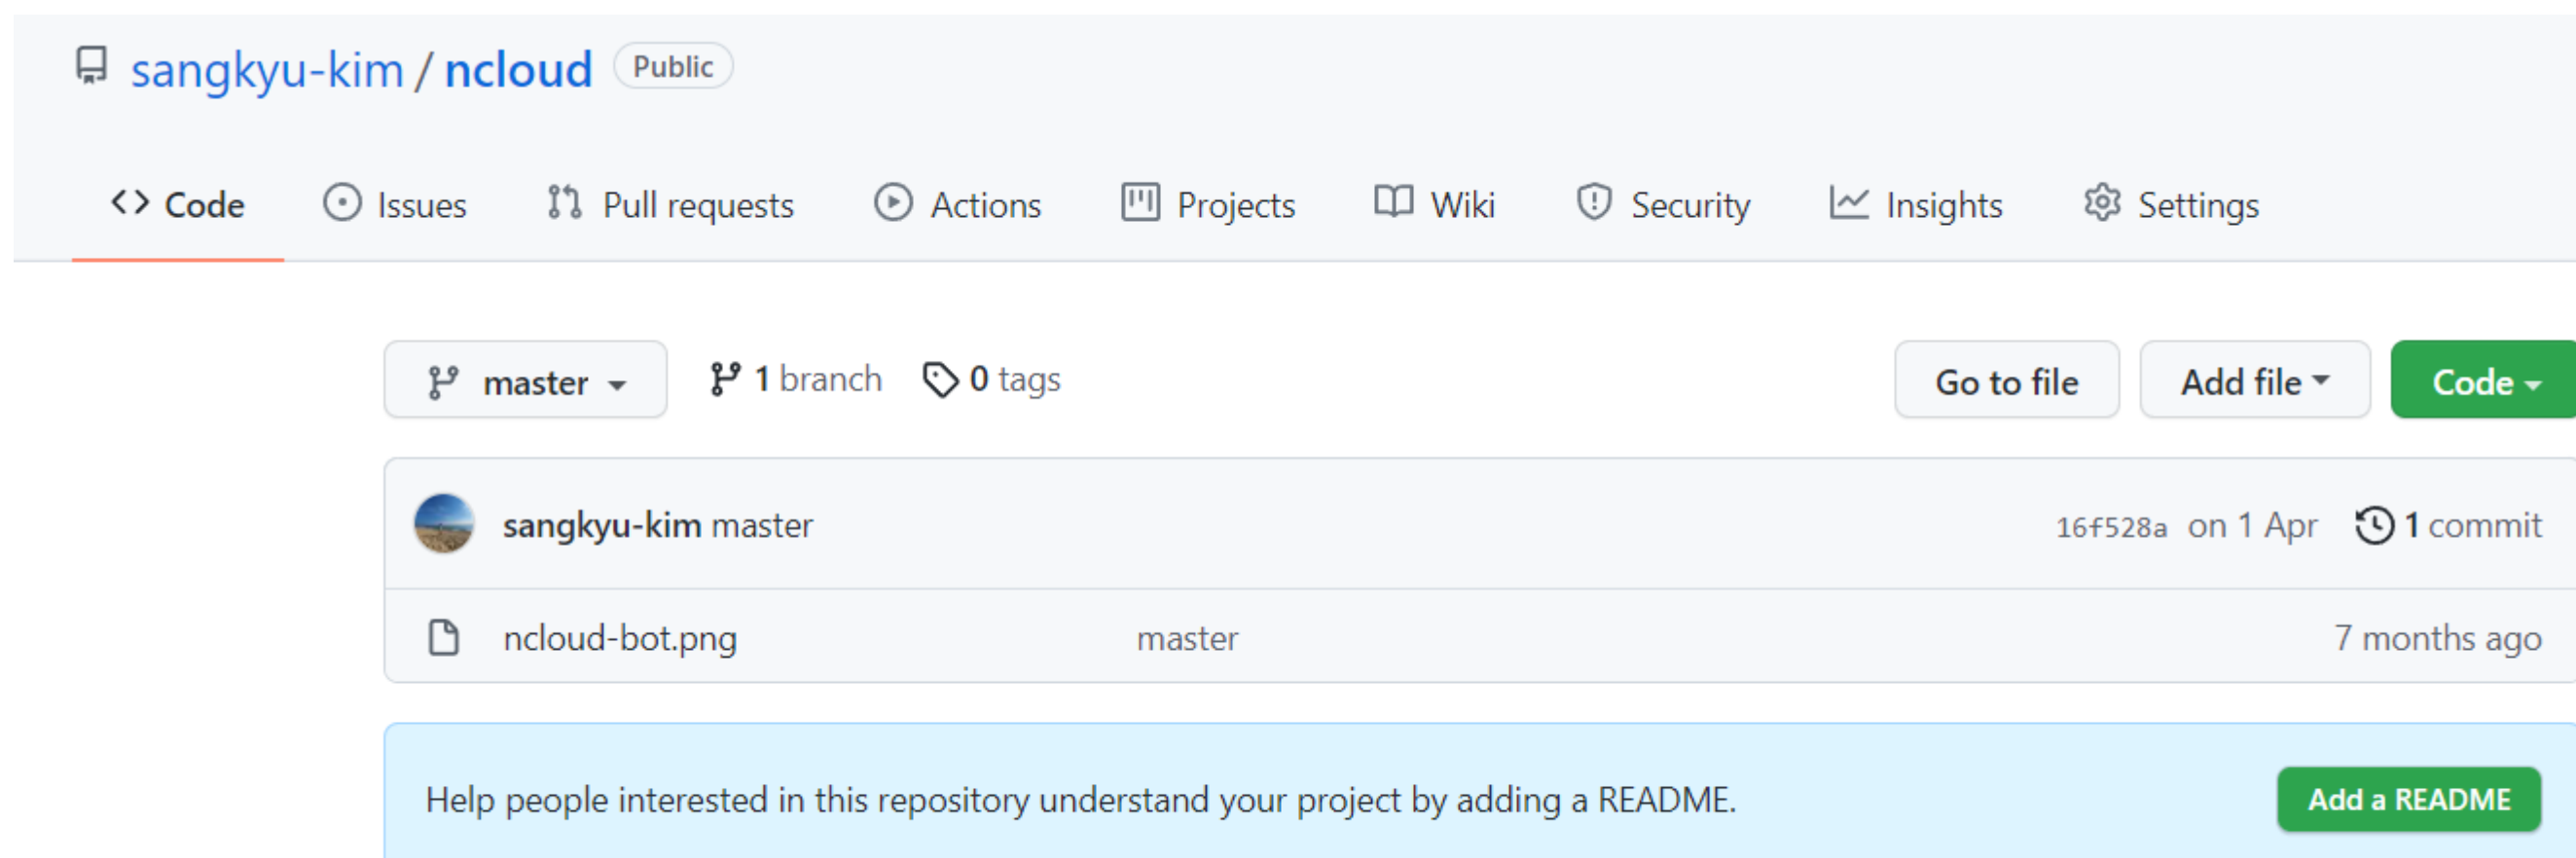 sangkyu-kim / ncloud Public
Code Issues Pull requests Actions Projects Wiki Security Insights Settings
master 1 branch 0 tags Go to file Add file Code
sangkyu-kim master 16f528a on 1 Apr 1 commit
ncloud-bot.png master 7 months ago
Help people interested in this repository understand your project by adding a README. Add a README